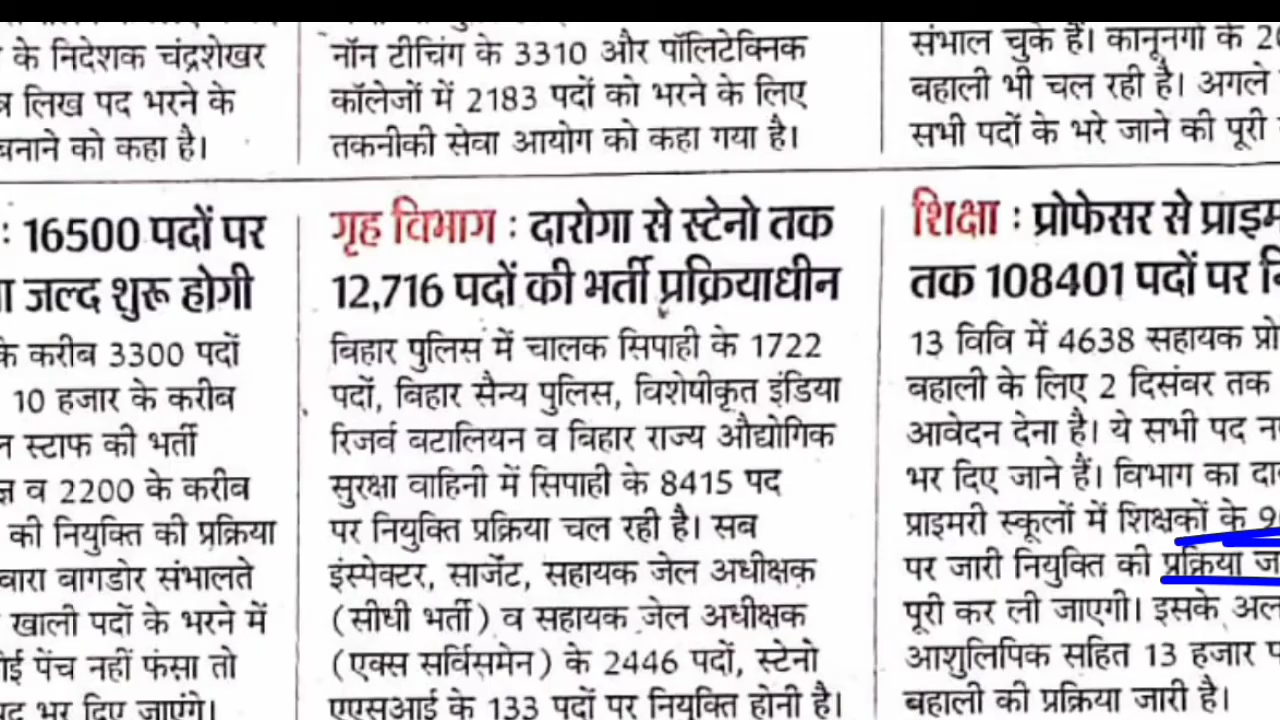 के निदेशक चंद्रशेखर
लिख पद भरने के
बनाने को कहा है।
: 16500 पदों पर
जल्द शुरू होगी
के करीब 3300 पदों
10 हजार के करीब
स्टाफ की भर्ती
व 2200 के करीब
की नियुक्ति की प्रक्रिया
वागडोर संभालते
खाली पदों के भरने में
पेंच नहीं फंसा तो
भर दिए जाएंगे।
नॉन टीचिंग के 3310 और पॉलिटेक्निक
कॉलेजों में 2183 पदों को भरने के लिए
तकनीकी सेवा आयोग को कहा गया है।
गृह विभाग : दारोगा से स्टेनो तक
12,716 पदों की भर्ती प्रक्रियाधीन
बिहार पुलिस में चालक सिपाही के 1722
पदों, बिहार सैन्य पुलिस, विशेषीकृत इंडिया
रिजर्व बटालियन व बिहार राज्य औद्योगिक
सुरक्षा वाहिनी में सिपाही के 8415 पद
पर नियुक्ति प्रक्रिया चल रही है। सब
इंस्पेक्टर, सार्जेंट, सहायक जेल अधीक्षक
(सीधी भर्ती) व सहायक जेल अधीक्षक
(एक्स सर्विसमेन) के 2446 पदों, स्टेनो
एएसआई के 133 पदों पर नियुक्ति होनी है।
संभाल चुके हैं। कानूनगो के
बहाली भी चल रही है। अगले
सभी पदों के भरे जाने की पूरी
शिक्षा : प्रोफेसर से
तक 108401 पदों पर
13 विवि में 4638 सहायक
बहाली के लिए 2 दिसंबर तक
आवेदन देना है। ये सभी पद
भर दिए जाने हैं। विभाग का
प्राइमरी स्कूलों में शिक्षकों के
पर जारी नियुक्ति की प्रक्रिया
पूरी कर ली जाएगी। इसके
आशुलिपिक सहित 13 हजार
बहाली की प्रक्रिया जारी है।